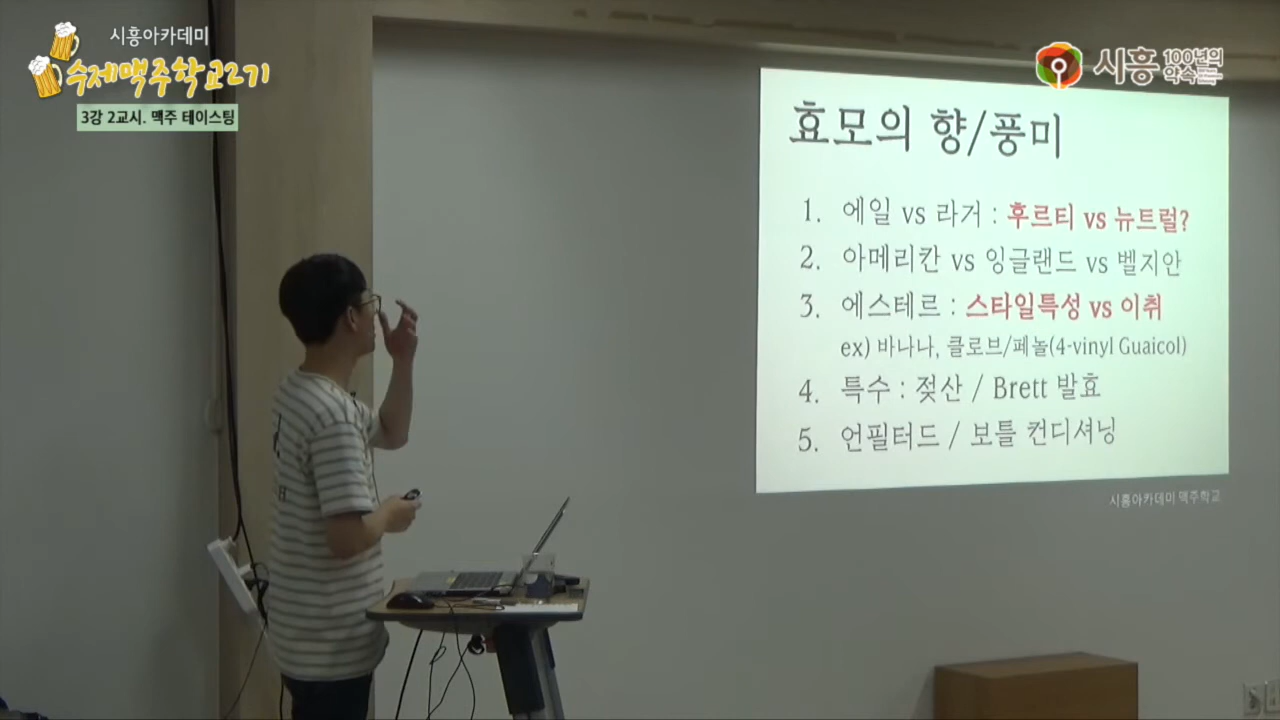 시흥아카데미
수제맥주학교2기
3강 2교시. 맥주 테이스팅
시흥 100년의 약속
효모의 향/풍미
1. 에일 vs 라거 : 후르티 vs 뉴트럴?
2. 아메리칸 vs 잉글랜드 vs 벨지안
3. 에스테르 : 스타일특성 vs 이취
ex) 바나나, 클로브/페놀(4-vinyl Guaicol)
4. 특수 : 젖산 / Brett 발효
5. 언필터드 / 보틀 컨디셔닝
시흥아카데미 맥주학교